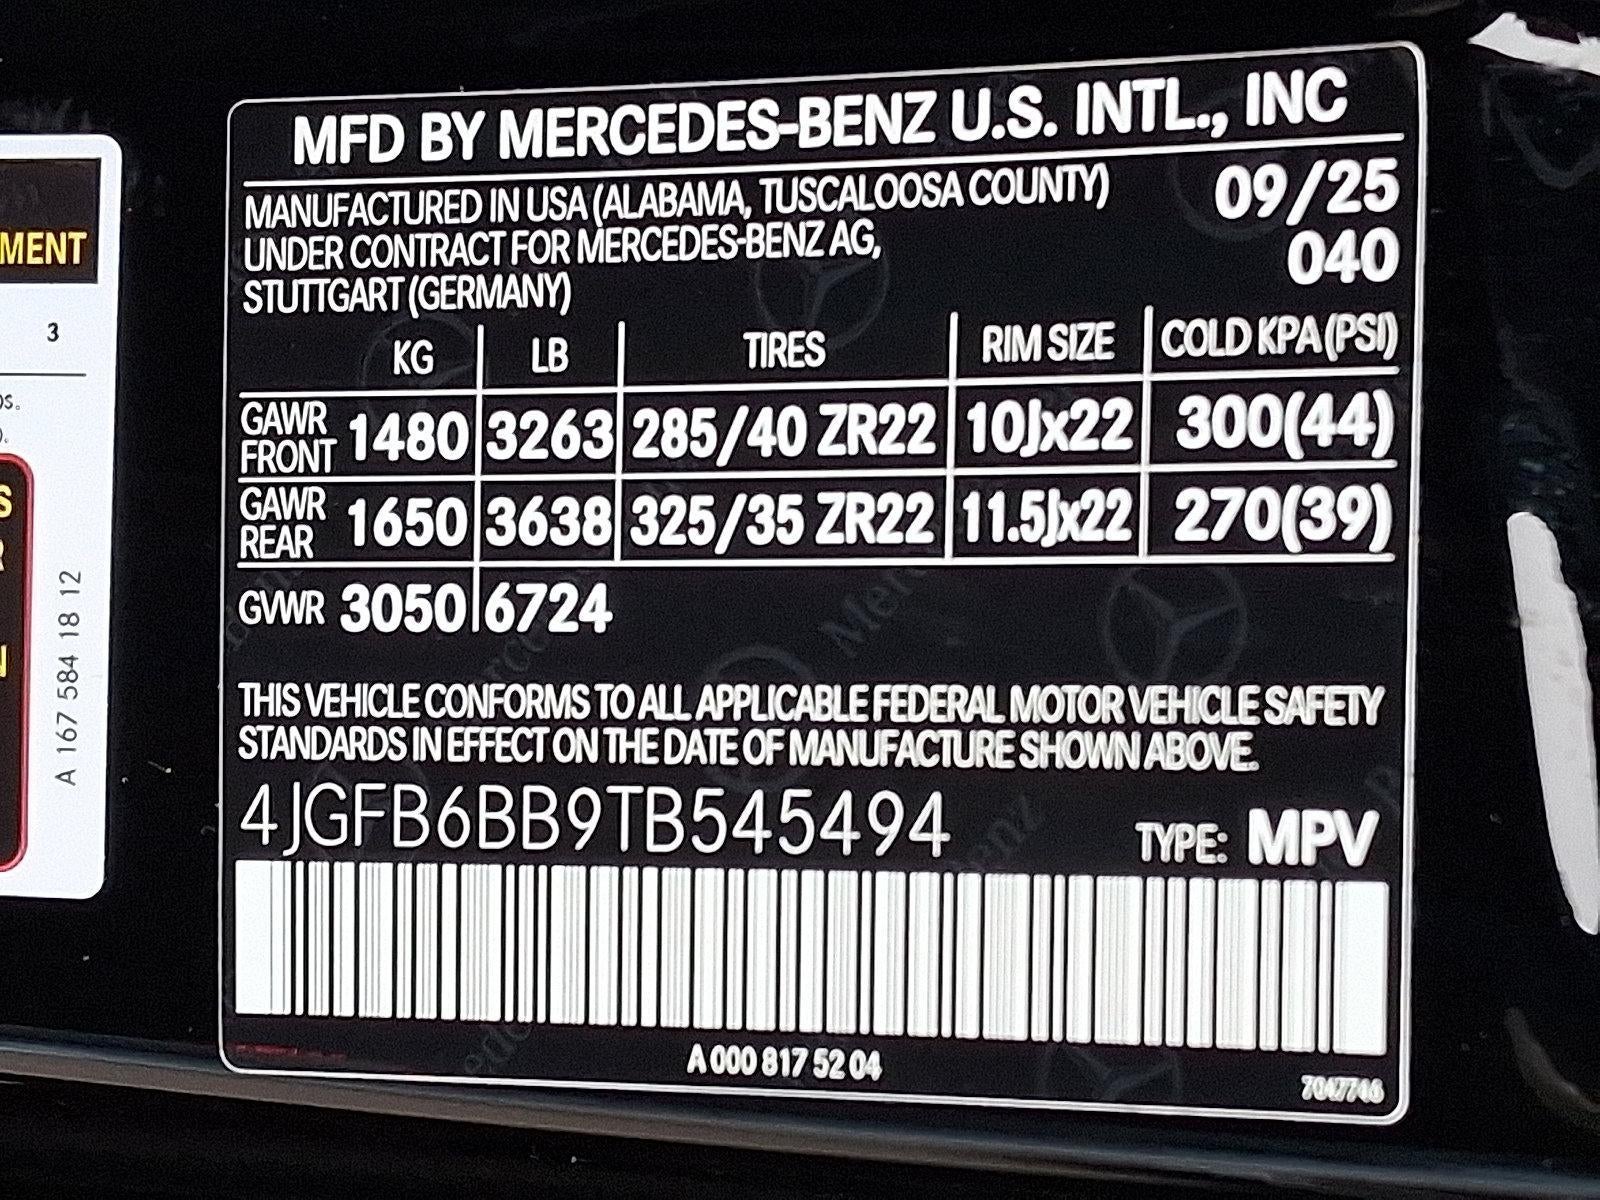 MENT
3
os.
).
S
R
N
A 167 584 18 12
MFD BY MERCEDES-BENZ U.S. INTL., INC
MANUFACTURED IN USA (ALABAMA, TUSCALOOSA COUNTY) 09/25
UNDER CONTRACT FOR MERCEDES-BENZ AG, 040
STUTTGART (GERMANY)
KG LB TIRES RIM SIZE COLD KPA (PSI)
GAWR FRONT 1480 3263 285/40 ZR22 10Jx22 300(44)
GAWR REAR 1650 3638 325/35 ZR22 11.5Jx22 270(39)
GVWR 3050 6724
THIS VEHICLE CONFORMS TO ALL APPLICABLE FEDERAL MOTOR VEHICLE SAFETY
STANDARDS IN EFFECT ON THE DATE OF MANUFACTURE SHOWN ABOVE.
4JGFB6BB9TB545494 TYPE: MPV
A 000 817 52 04
7047746